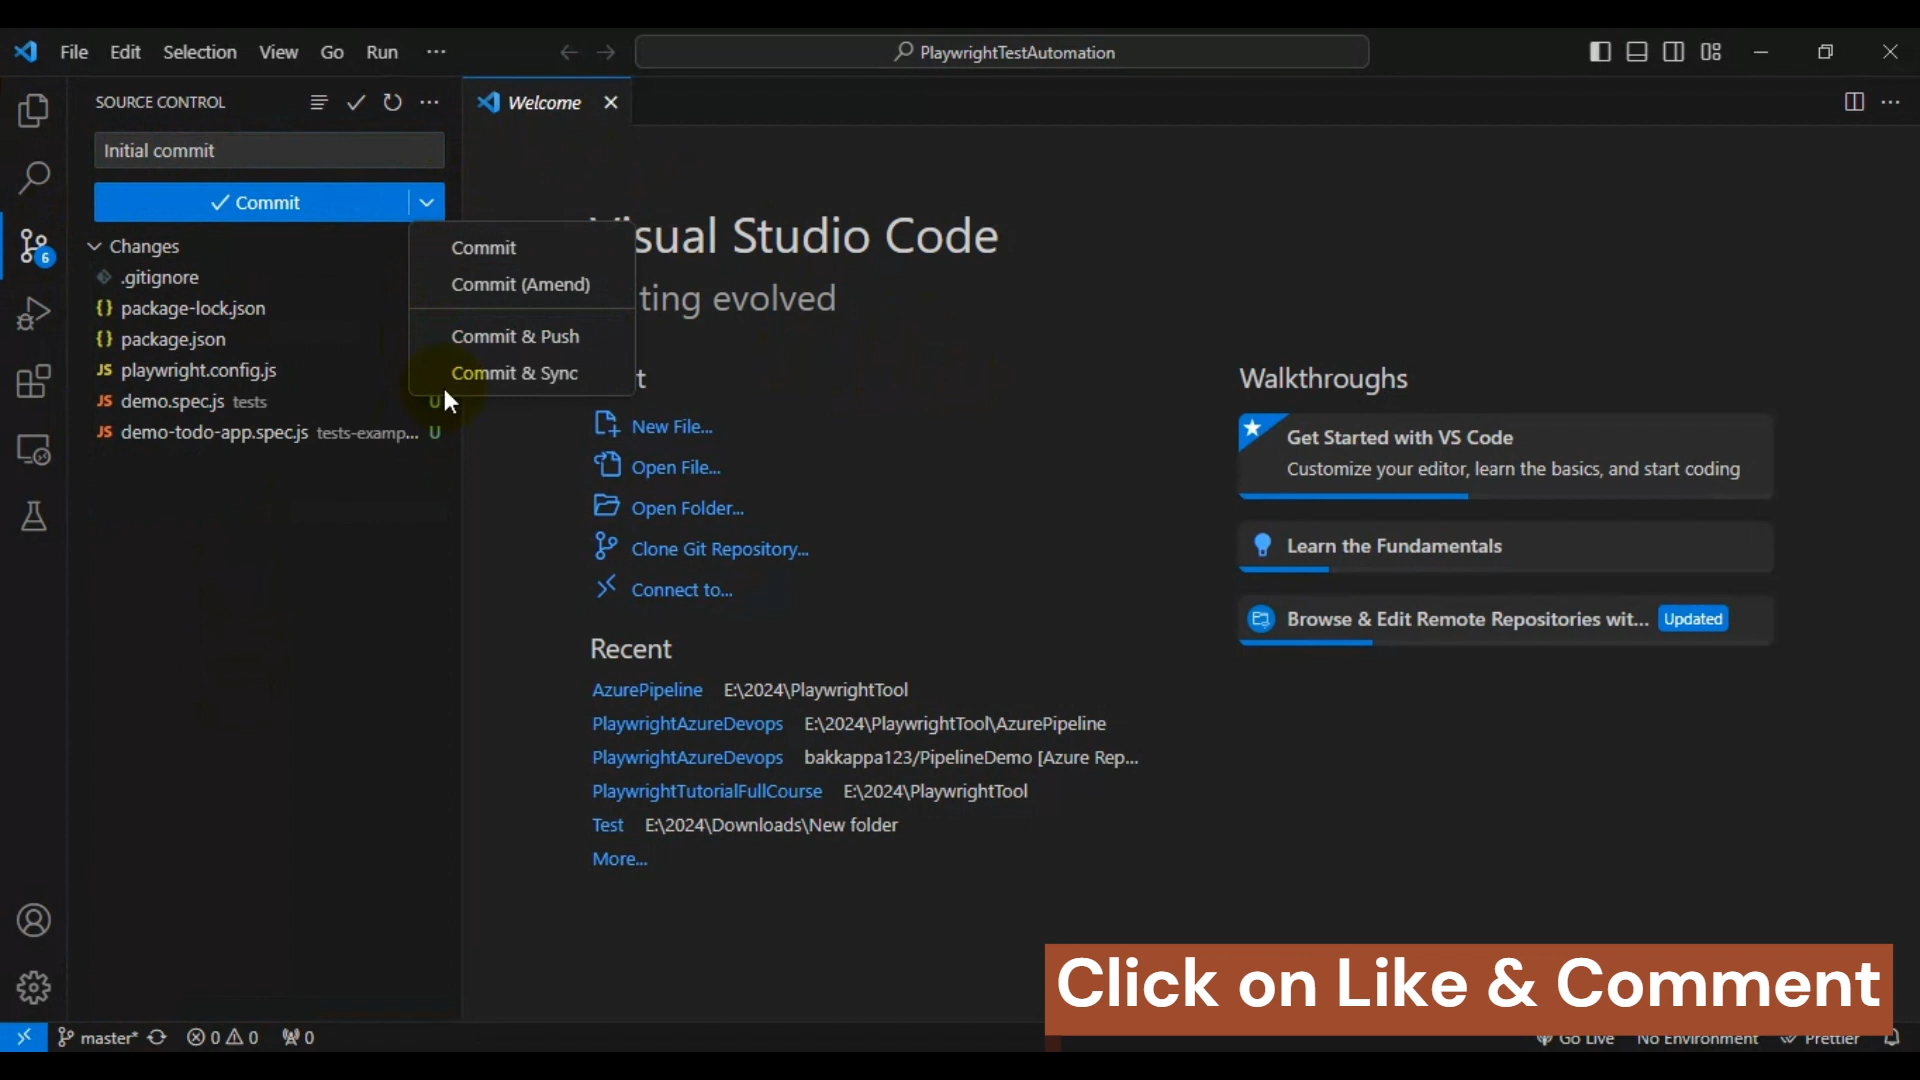 File Edit Selection View Go Run ···
PlaywrightTestAutomation
SOURCE CONTROL
Welcome
Initial commit
Commit
Changes
.gitignore
package-lock.json
package.json
playwright.config.js
demo.spec.js tests U
demo-todo-app.spec.js tests-examp... U
6
Commit
Commit (Amend)
Commit & Push
Commit & Sync
sual Studio Code
ting evolved
t
New File...
Open File...
Open Folder...
Clone Git Repository...
Connect to...
Recent
AzurePipeline E:\2024\PlaywrightTool
PlaywrightAzureDevops E:\2024\PlaywrightTool\AzurePipeline
PlaywrightAzureDevops bakkappa123/PipelineDemo [Azure Rep...
PlaywrightTutorialFullCourse E:\2024\PlaywrightTool
Test E:\2024\Downloads\New folder
More...
Walkthroughs
Get Started with VS Code
Customize your editor, learn the basics, and start coding
Learn the Fundamentals
Browse & Edit Remote Repositories wit... Updated
Click on Like & Comment
master* 0 0 0
Go Live No Environment Prettier